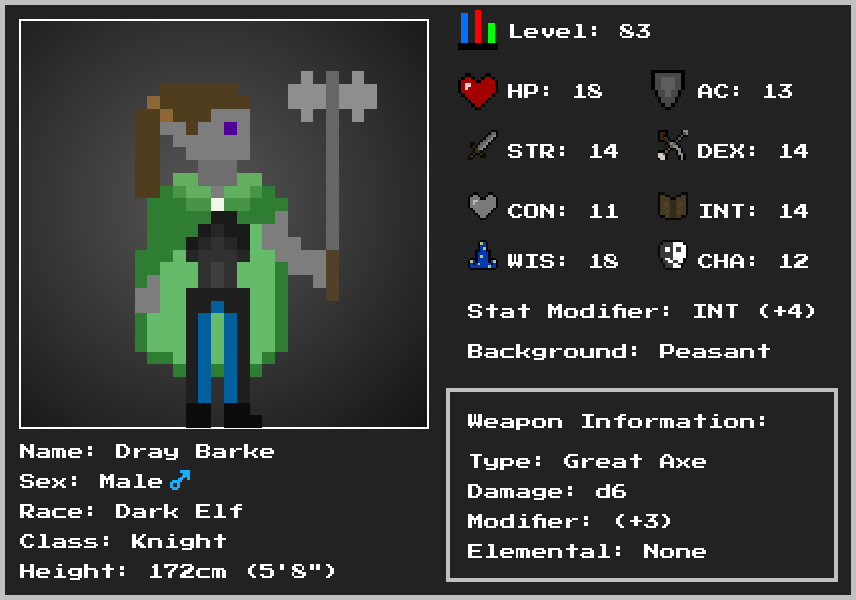 Level: 83
HP: 18
AC: 13
STR: 14
DEX: 14
CON: 11
INT: 14
WIS: 18
CHA: 12
Stat Modifier: INT (+4)
Background: Peasant
Weapon Information:
Type: Great Axe
Damage: d6
Modifier: (+3)
Elemental: None
Name: Dray Barke
Sex: Male♂
Race: Dark Elf
Class: Knight
Height: 172cm (5'8")